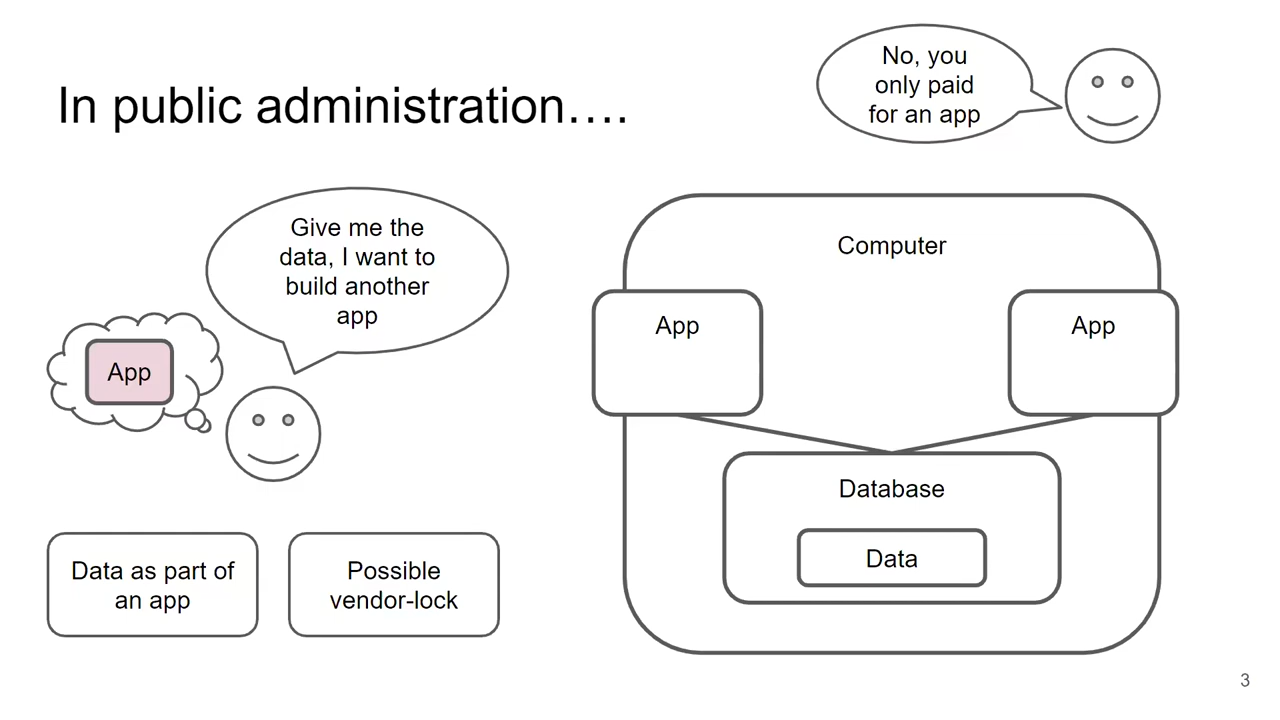 In public administration….
No, you
only paid
for an app
Give me the
data, I want to
build another
app
App
Data as part of
an app
Possible
vendor-lock
Computer
App
App
Database
Data
3